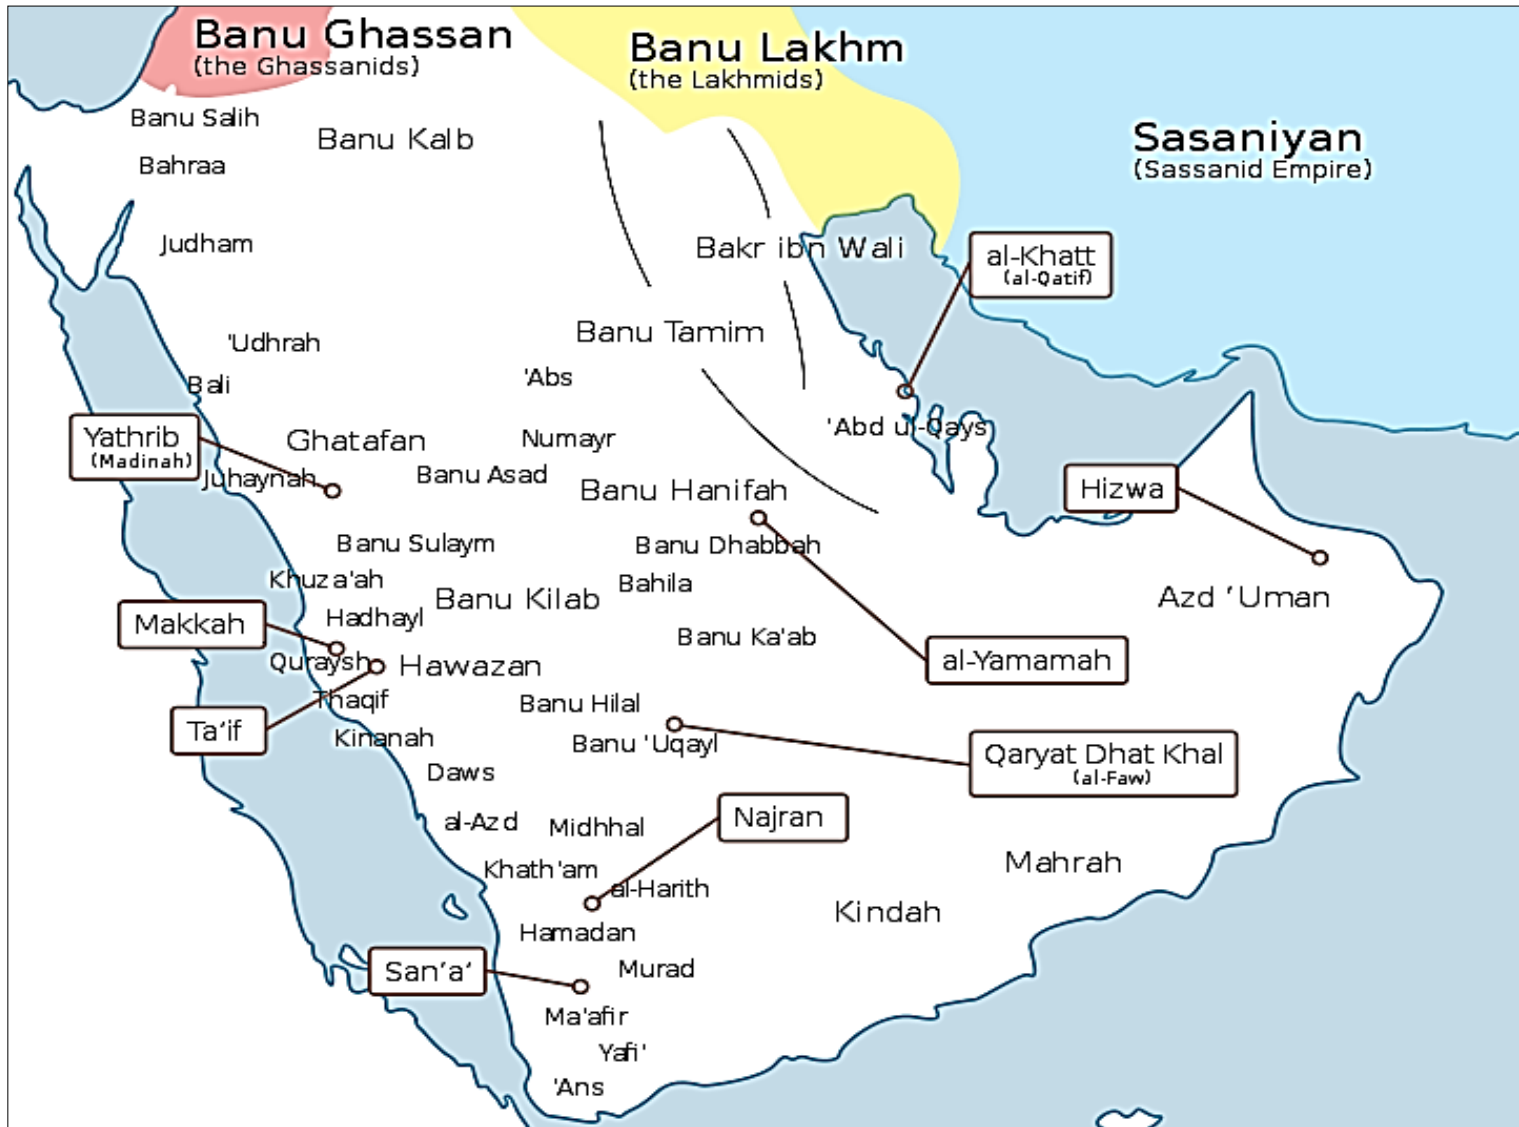 Banu Ghassan
(the Ghassanids)
Banu Lakhm
(the Lakhmids)
Sasaniyan
(Sassanid Empire)
Banu Salih
Banu Kalb
Bahraa
Judham
Bakr ibn Wali
al-Khatt
(al-Qatif)
'Udhrah
Banu Tamim
Bali
'Abs
Yathrib
(Madinah)
Ghatafan
Numayr
'Abd ul-Qays
Juhaynah
Banu Asad
Banu Hanifah
Hizwa
Banu Sulaym
Banu Dhabbah
Khuza'ah
Banu Kilab
Bahila
Azd 'Uman
Makkah
Hadhayl
Banu Ka'ab
Quraysh
Hawazan
al-Yamamah
Thaqif
Banu Hilal
Ta'if
Kinanah
Banu 'Uqayl
Qaryat Dhat Khal
(al-Faw)
Daws
al-Azd
Midhhal
Najran
Khath'am
al-Harith
Mahrah
Kindah
Hamadan
San'a'
Murad
Ma'afir
Yafi'
'Ans